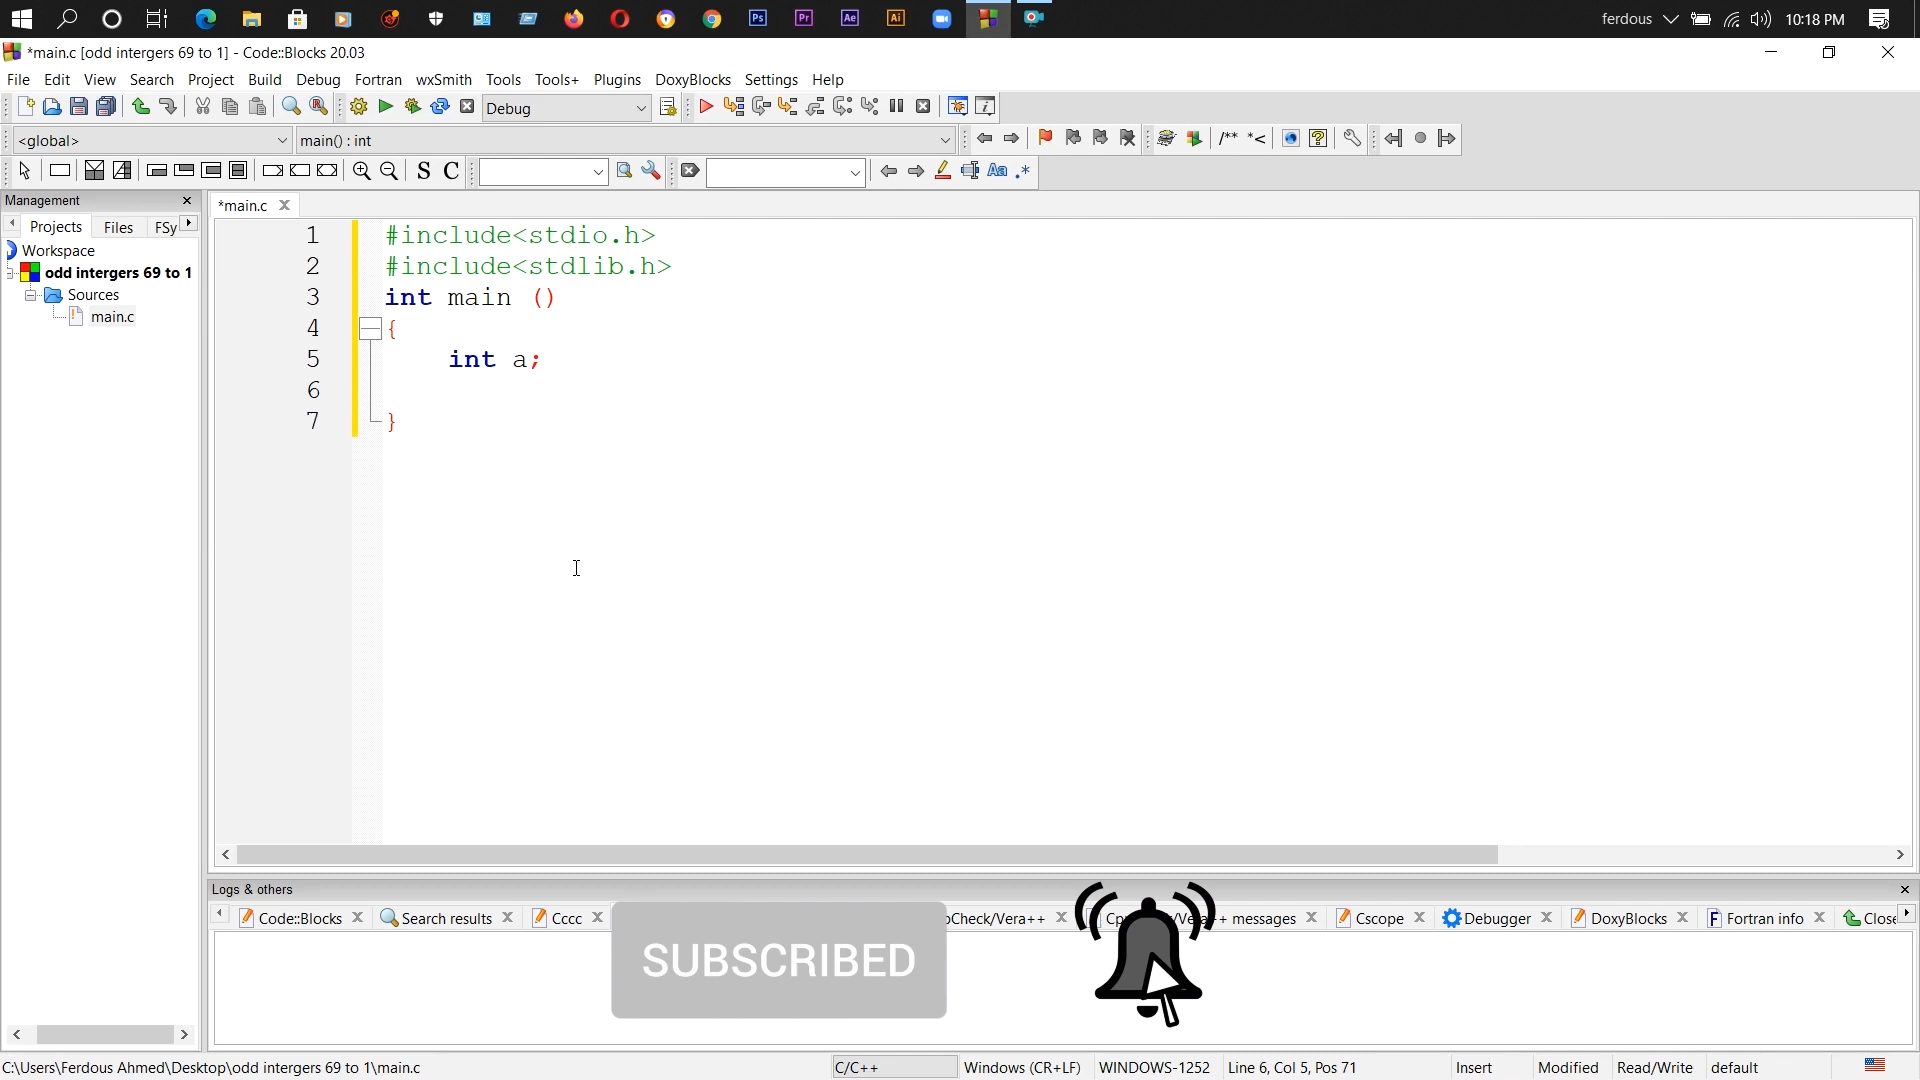 Ps Pr Ae Ai ferdous 10:18 PM
*main.c [odd intergers 69 to 1] - Code::Blocks 20.03
File Edit View Search Project Build Debug Fortran wxSmith Tools Tools+ Plugins DoxyBlocks Settings Help
Debug
<global> main() : int /** *<
S C Aa .*
Management
*main.c
Projects Files FSy
Workspace
odd intergers 69 to 1
Sources
main.c
1 #include<stdio.h>
2 #include<stdlib.h>
3 int main ()
4 {
5 int a;
6
7 }
Logs & others
Code::Blocks Search results Cccc Check/Vera++ messages Cscope Debugger DoxyBlocks Fortran info Close
SUBSCRIBED
C:\Users\Ferdous Ahmed\Desktop\odd intergers 69 to 1\main.c C/C++ Windows (CR+LF) WINDOWS-1252 Line 6, Col 5, Pos 71 Insert Modified Read/Write default